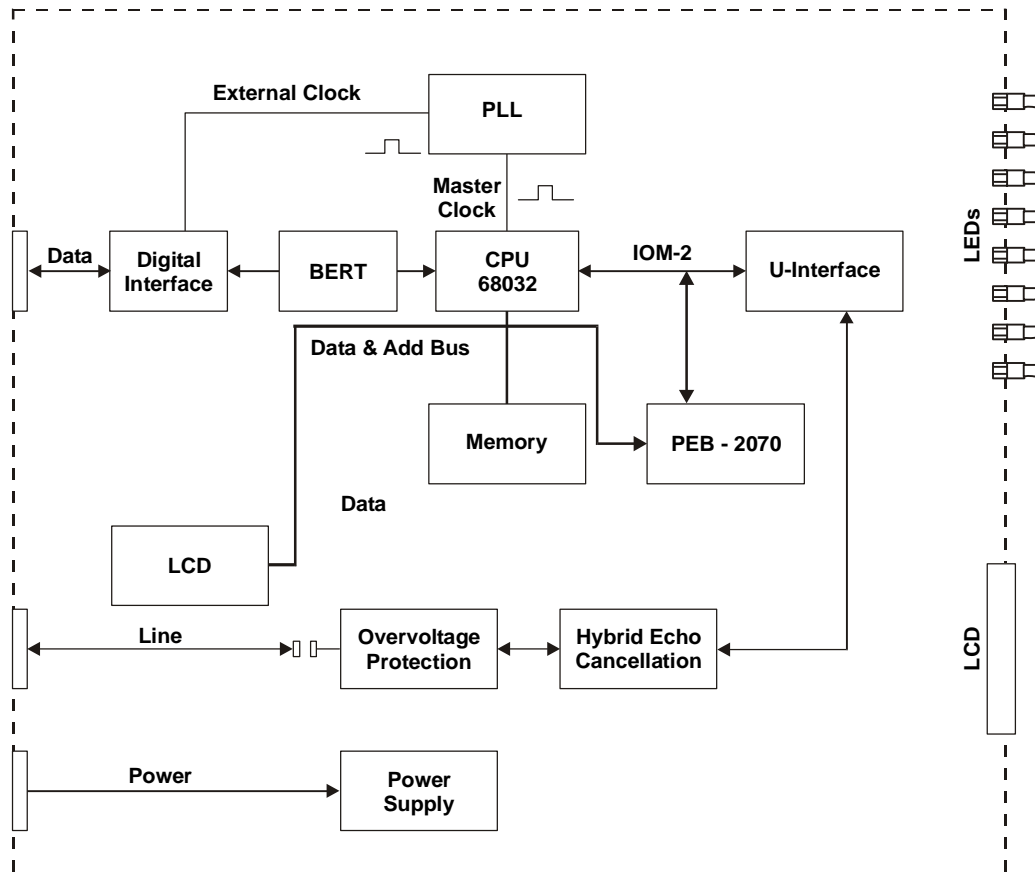 External Clock
PLL
Master
Clock
LEDs
Data
Digital
Interface
BERT
CPU
68032
IOM-2
U-Interface
Data & Add Bus
Memory
PEB - 2070
Data
LCD
Line
Overvoltage
Protection
Hybrid Echo
Cancellation
LCD
Power
Power
Supply